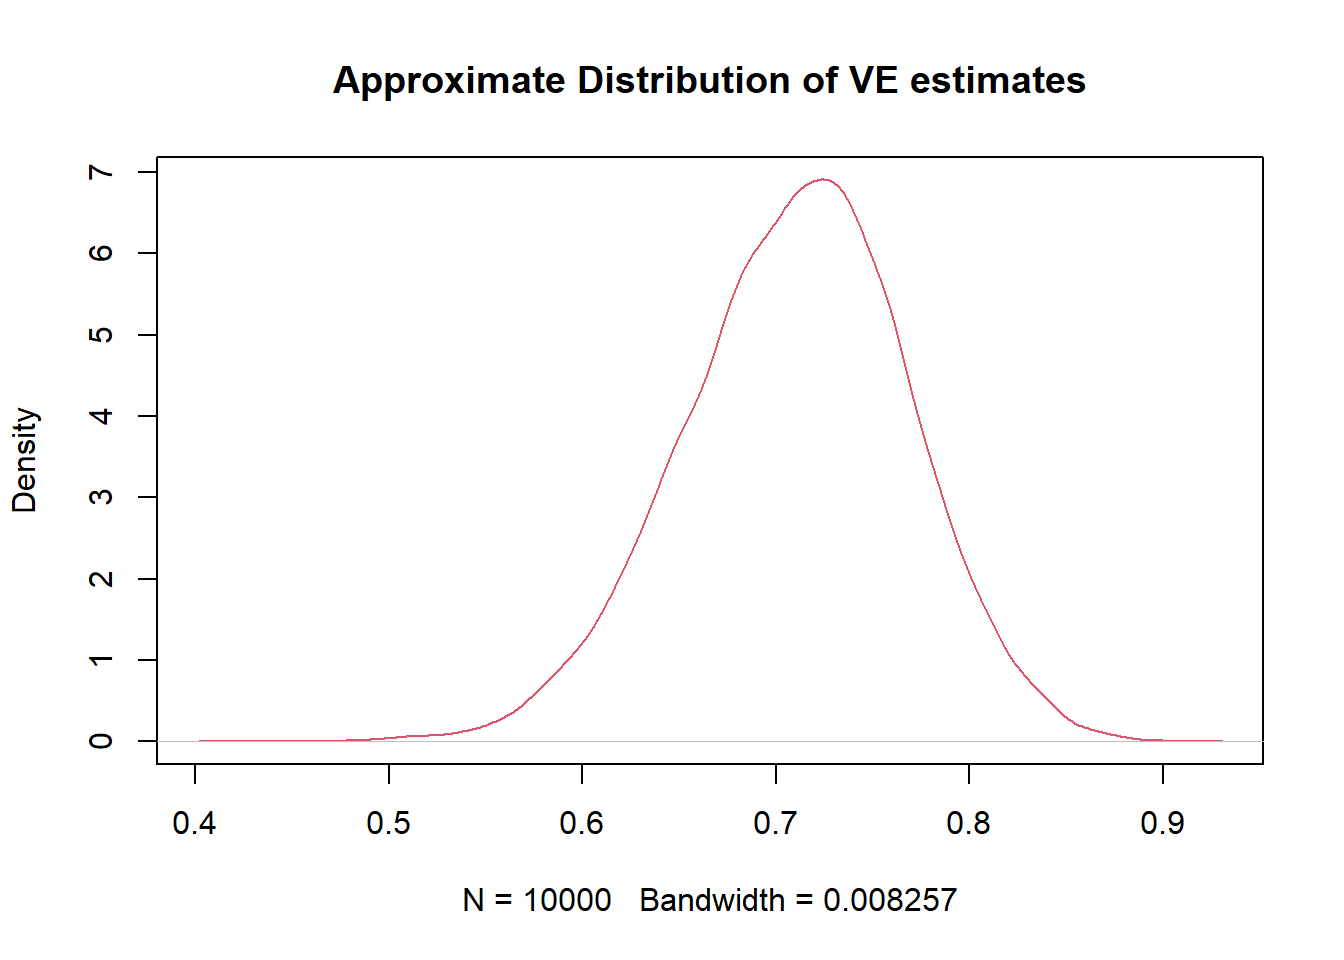 Approximate Distribution of VE estimates
Density
7
6
5
4
3
2
1
0
0.4 0.5 0.6 0.7 0.8 0.9
N = 10000 Bandwidth = 0.008257